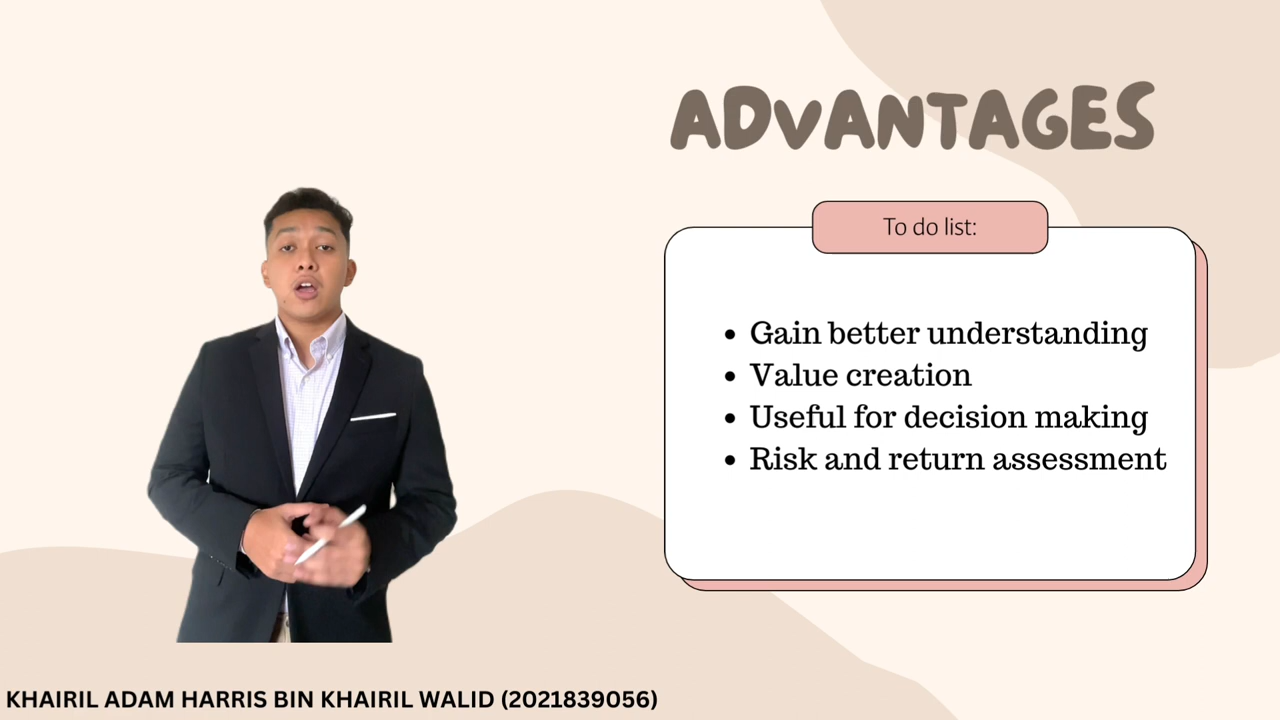 ADVANTAGES
To do list:
• Gain better understanding
• Value creation
• Useful for decision making
• Risk and return assessment
KHAIRIL ADAM HARRIS BIN KHAIRIL WALID (2021839056)